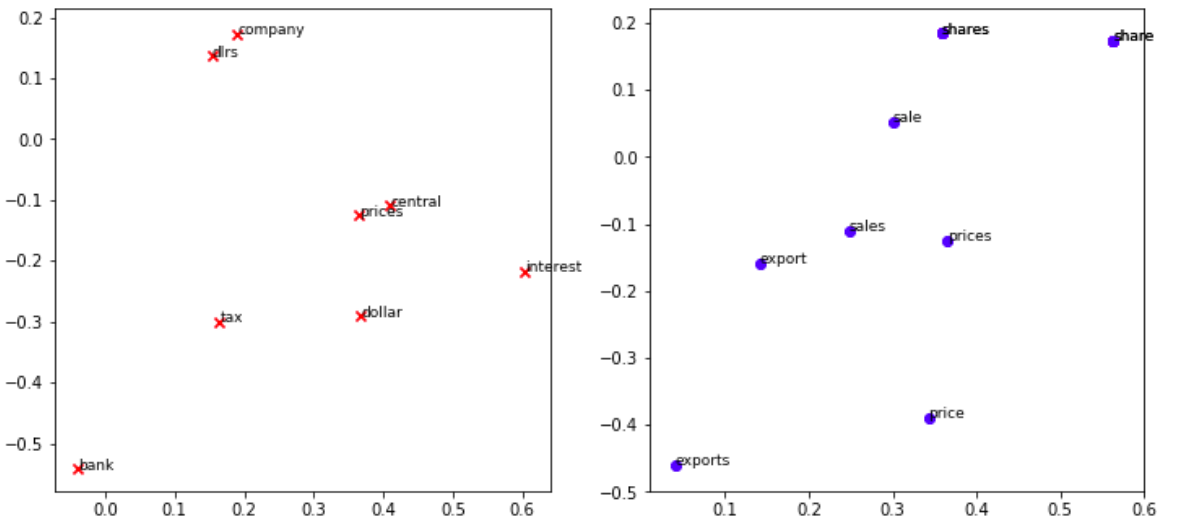 0.2
0.1
0.0
−0.1
−0.2
−0.3
−0.4
−0.5
company
dlrs
central
prices
interest
dollar
tax
bank
0.0 0.1 0.2 0.3 0.4 0.5 0.6
0.2
0.1
0.0
−0.1
−0.2
−0.3
−0.4
−0.5
shares
share
sale
sales
prices
export
price
exports
0.1 0.2 0.3 0.4 0.5 0.6